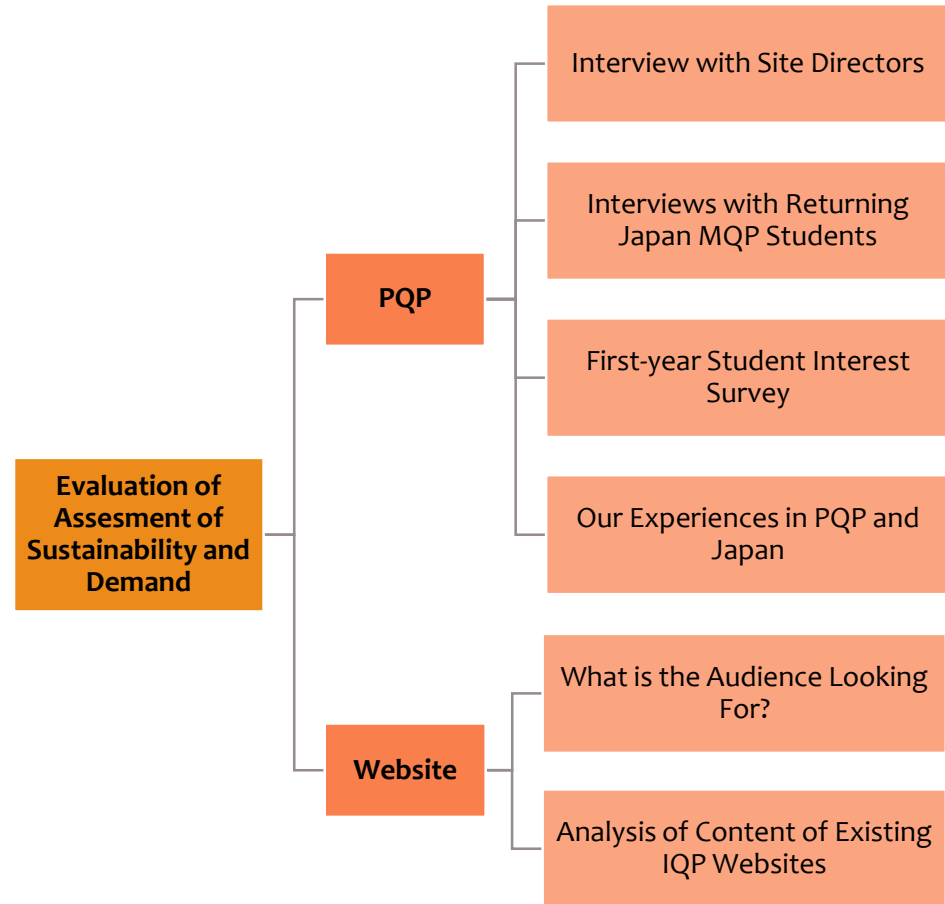 Interview with Site Directors
Interviews with Returning
Japan MQP Students
PQP
First-year Student Interest
Survey
Evaluation of
Assesment of
Sustainability and
Demand
Our Experiences in PQP and
Japan
What is the Audience Looking
For?
Website
Analysis of Content of Existing
IQP Websites